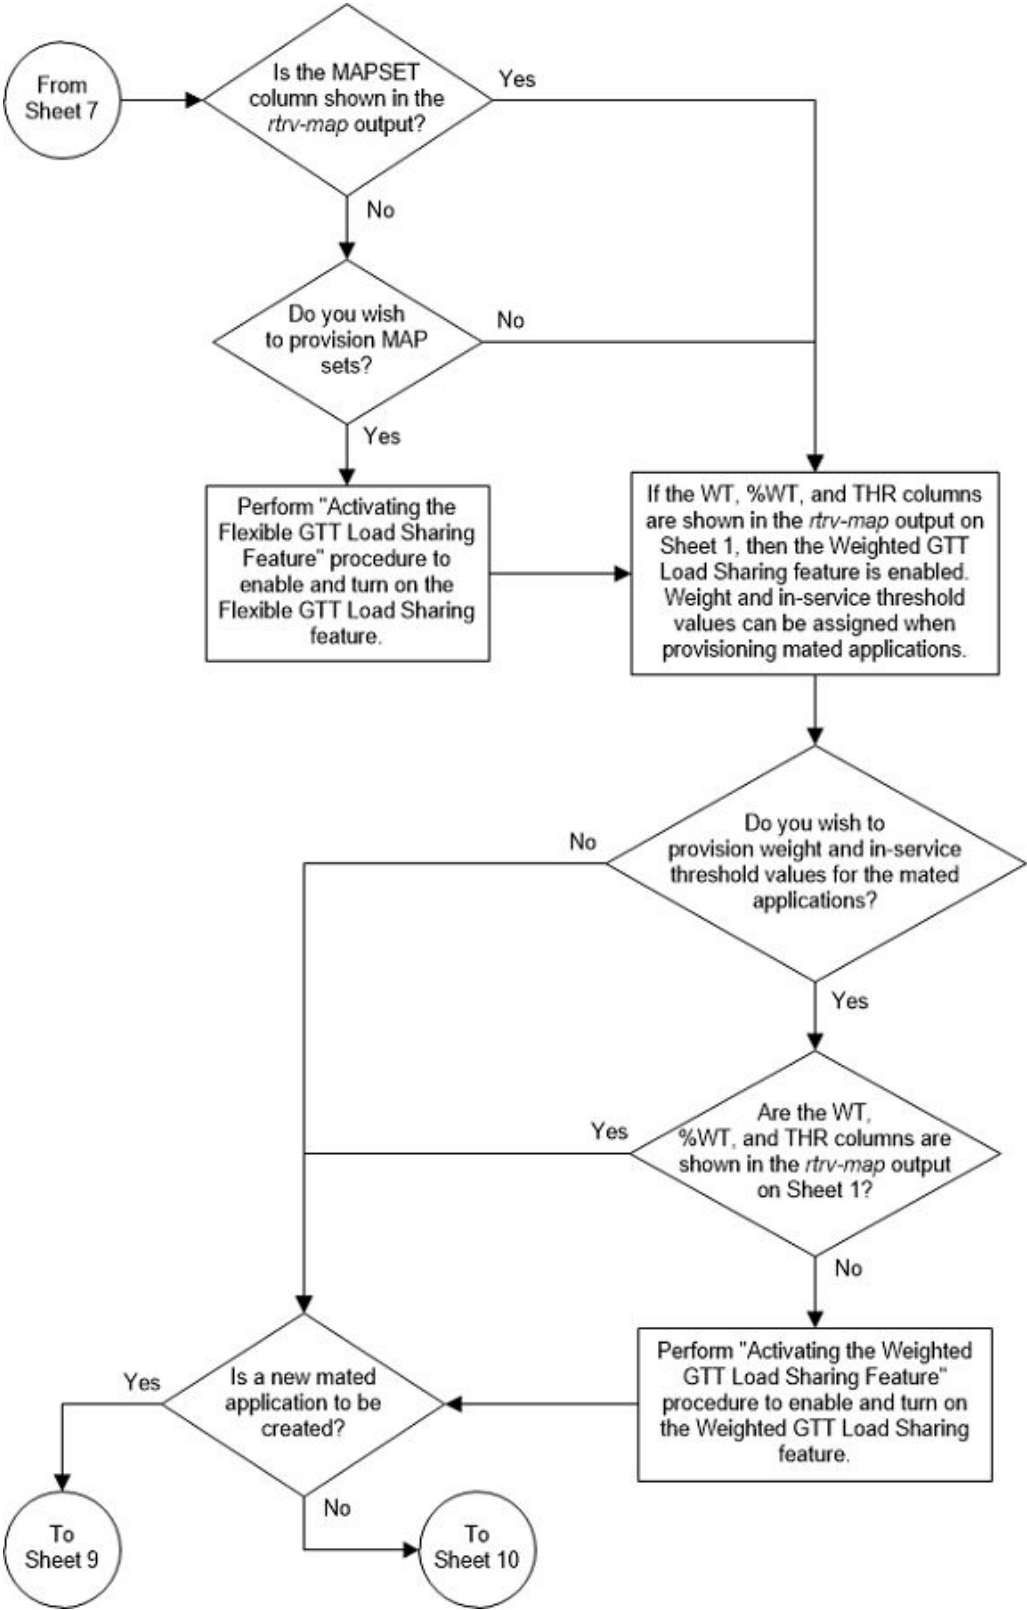 From
Sheet 7
Is the MAPSET
column shown in the
rtrv-map output?
Yes
No
Do you wish
to provision MAP
sets?
No
Yes
Perform "Activating the
Flexible GTT Load Sharing
Feature" procedure to
enable and turn on the
Flexible GTT Load Sharing
feature.
If the WT, %WT, and THR columns
are shown in the rtrv-map output on
Sheet 1, then the Weighted GTT
Load Sharing feature is enabled.
Weight and in-service threshold
values can be assigned when
provisioning mated applications.
Do you wish to
provision weight and in-service
threshold values for the mated
applications?
No
Yes
Are the WT,
%WT, and THR columns are
shown in the rtrv-map output
on Sheet 1?
Yes
No
Perform "Activating the Weighted
GTT Load Sharing Feature"
procedure to enable and turn on
the Weighted GTT Load Sharing
feature.
Is a new mated
application to be
created?
Yes
No
To
Sheet 9
To
Sheet 10